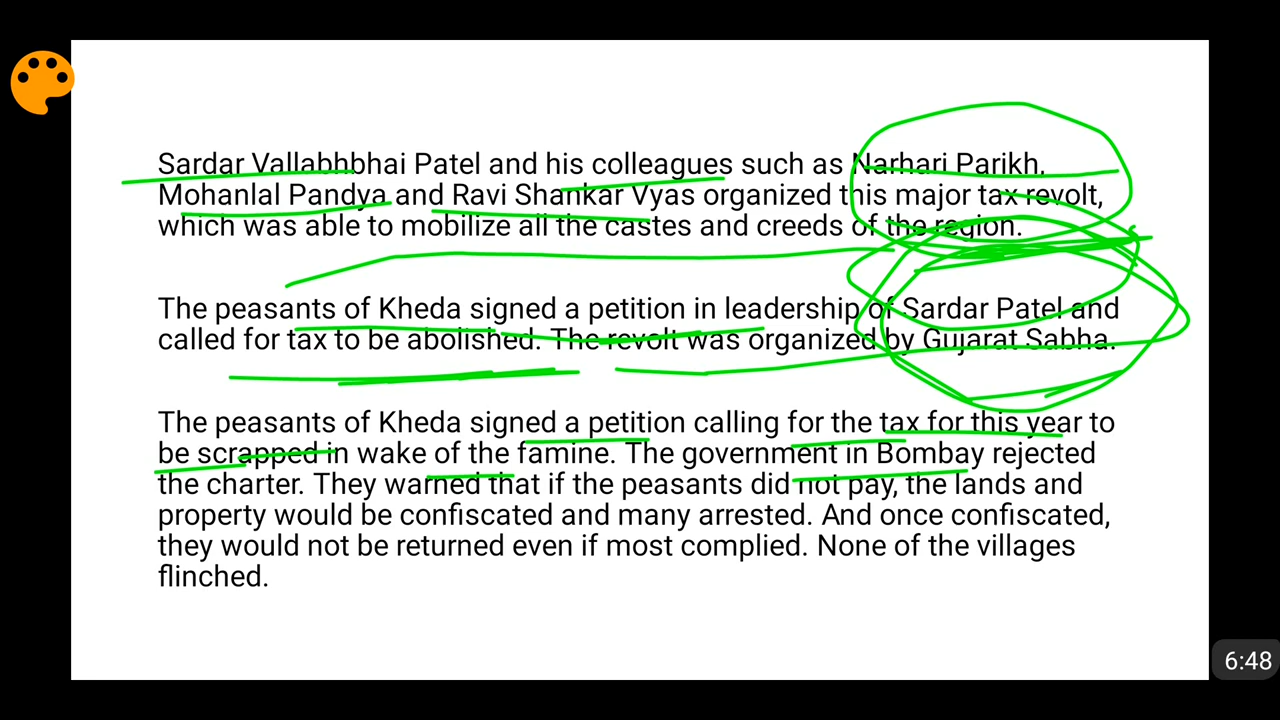 Sardar Vallabhbhai Patel and his colleagues such as Narhari Parikh,
Mohanlal Pandya and Ravi Shankar Vyas organized this major tax revolt,
which was able to mobilize all the castes and creeds of the region.
The peasants of Kheda signed a petition in leadership of Sardar Patel and
called for tax to be abolished. The revolt was organized by Gujarat Sabha.
The peasants of Kheda signed a petition calling for the tax for this year to
be scrapped in wake of the famine. The government in Bombay rejected
the charter. They warned that if the peasants did not pay, the lands and
property would be confiscated and many arrested. And once confiscated,
they would not be returned even if most complied. None of the villages
flinched.
6:48